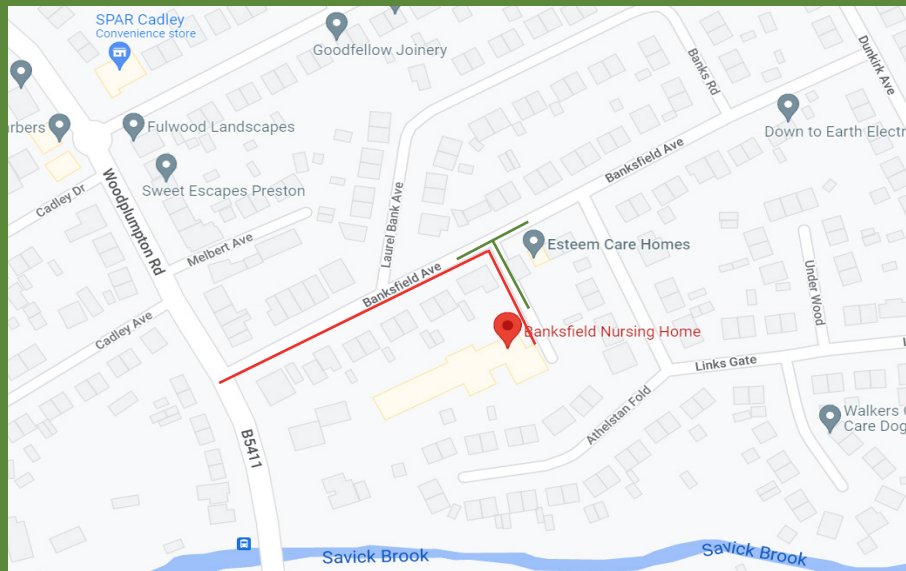 SPAR Cadley
Convenience store
Goodfellow Joinery
Banks Rd
Dunkirk Ave
Fulwood Landscapes
Down to Earth Electr
Sweet Escapes Preston
Cadley Dr
Woodplumpton Rd
Melbert Ave
Laurel Bank Ave
Banksfield Ave
Esteem Care Homes
Banksfield Ave
Under Wood
Cadley Ave
Banksfield Nursing Home
Links Gate
Athelstan Fold
Walkers
Care Dog
B5411
Savick Brook
Savick Brook